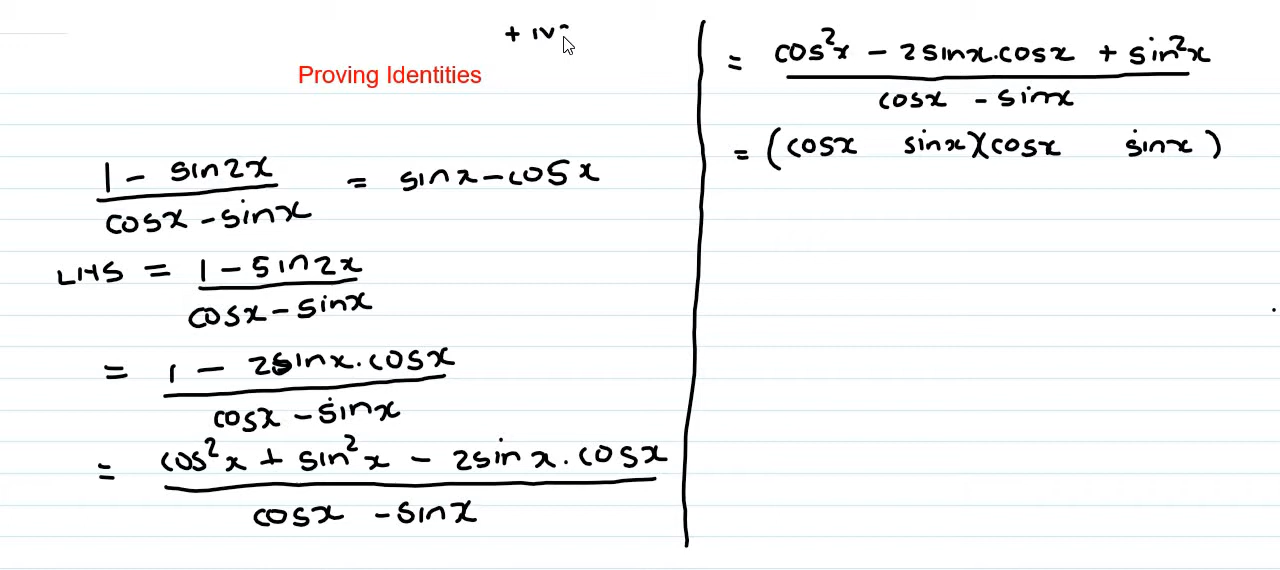 Proving Identities
1 - sin2x
cosx - sinx
= sinx - cosx
LHS = 1 - sin2x
cosx - sinx
= 1 - 2sinx.cosx
cosx - sinx
= cos²x + sin²x - 2sinx.cosx
cosx - sinx
= cos²x - 2sinx.cosx + sin²x
cosx - sinx
= (cosx sinx)(cosx sinx)